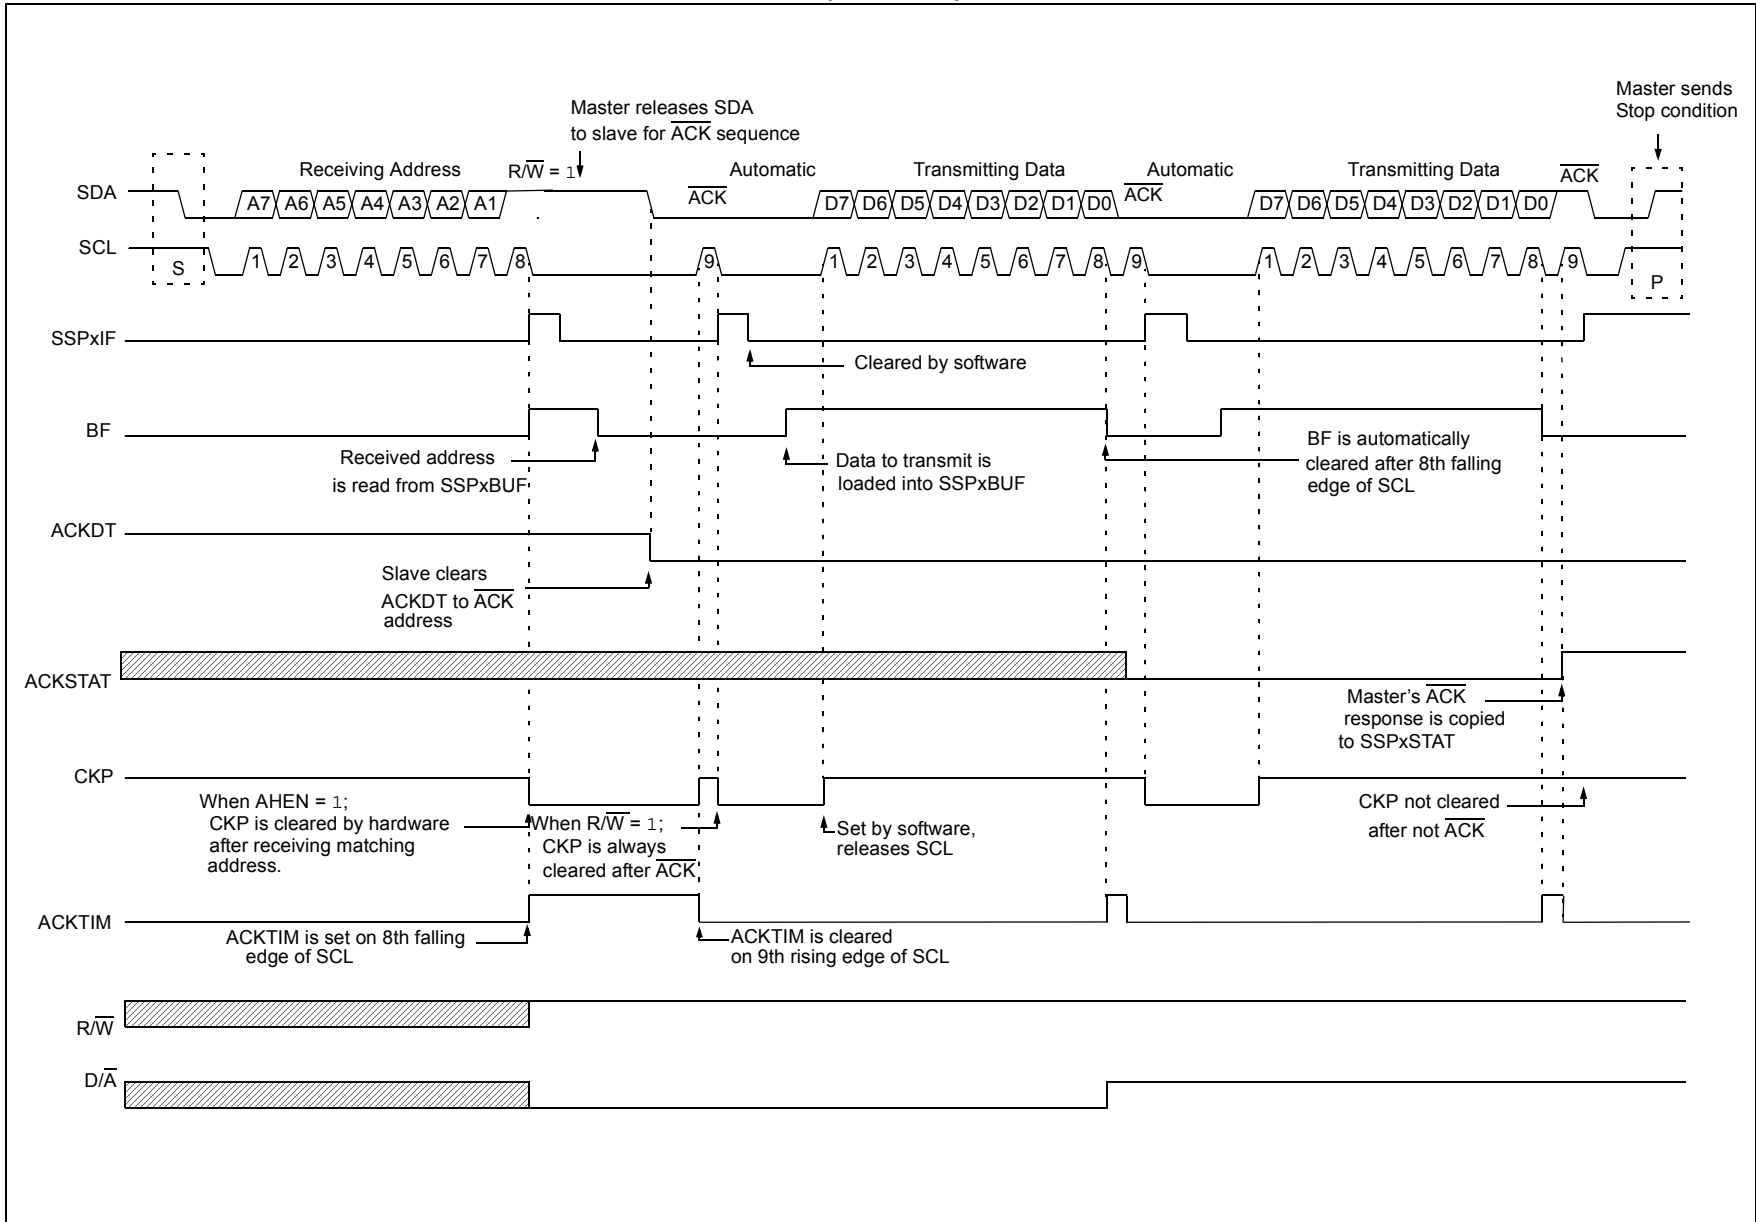 Master sends
Stop condition
Master releases SDA
to slave for A̅C̅K̅ sequence
Receiving Address
R/W̅ = 1
Automatic
Transmitting Data
Automatic
Transmitting Data
A̅C̅K̅
SDA
A7 A6 A5 A4 A3 A2 A1
A̅C̅K̅
D7 D6 D5 D4 D3 D2 D1 D0
A̅C̅K̅
D7 D6 D5 D4 D3 D2 D1 D0
SCL
S
1 2 3 4 5 6 7 8 9
1 2 3 4 5 6 7 8 9
1 2 3 4 5 6 7 8 9
P
SSPxIF
Cleared by software
BF
Received address
is read from SSPxBUF
Data to transmit is
loaded into SSPxBUF
BF is automatically
cleared after 8th falling
edge of SCL
ACKDT
Slave clears
ACKDT to A̅C̅K̅
address
ACKSTAT
Master's A̅C̅K̅
response is copied
to SSPxSTAT
CKP
When AHEN = 1;
CKP is cleared by hardware
after receiving matching
address.
When R/W̅ = 1;
CKP is always
cleared after A̅C̅K̅
Set by software,
releases SCL
CKP not cleared
after not A̅C̅K̅
ACKTIM
ACKTIM is set on 8th falling
edge of SCL
ACKTIM is cleared
on 9th rising edge of SCL
R/W̅
D/A̅